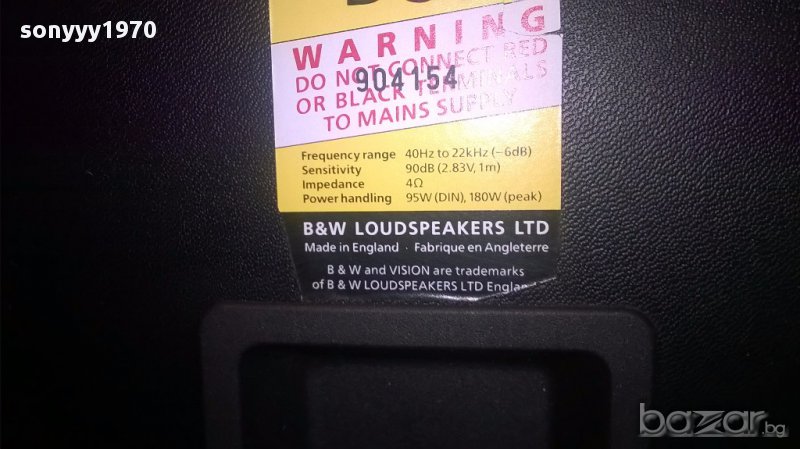 sonyyy1970
WARNING
DO NOT CONNECT RED
904154
OR BLACK TERMINALS
TO MAINS SUPPLY
Frequency range 40Hz to 22kHz (-6dB)
Sensitivity 90dB (2.83V, 1m)
Impedance 4Ω
Power handling 95W (DIN), 180W (peak)
B&W LOUDSPEAKERS LTD
Made in England · Fabrique en Angleterre
B & W and VISION are trademarks
of B & W LOUDSPEAKERS LTD England
bazar.bg